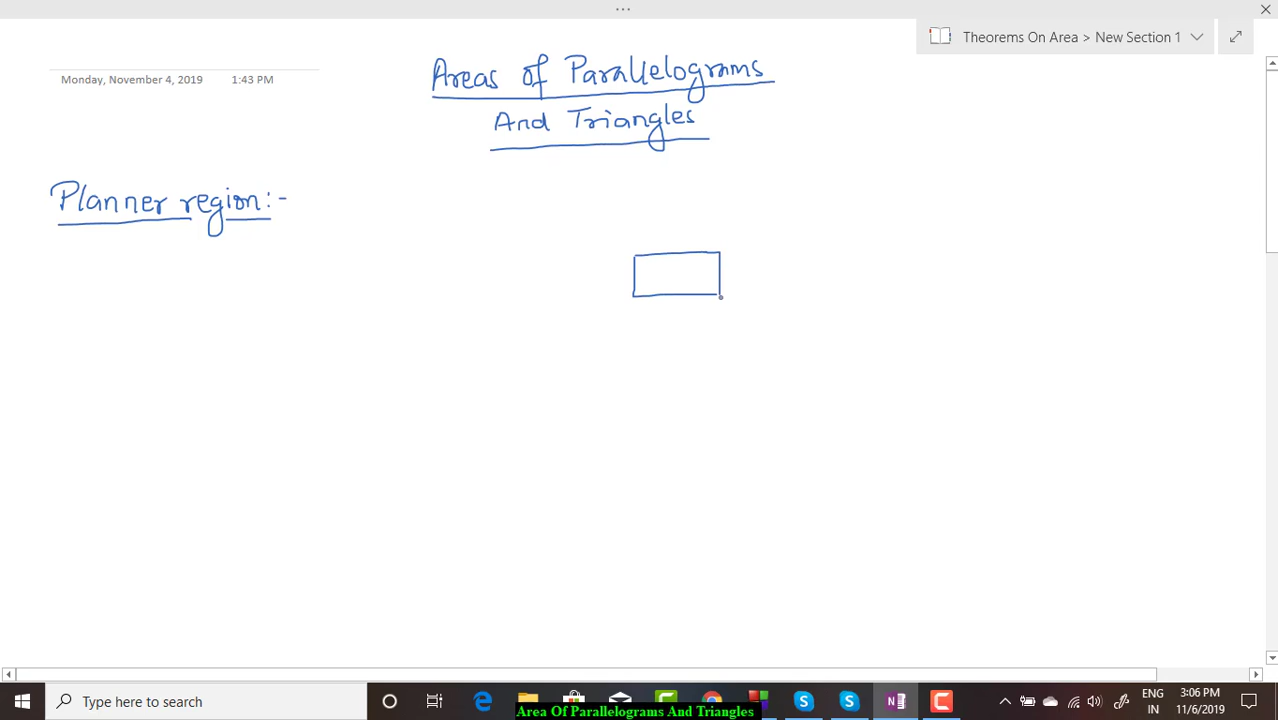 Theorems On Area > New Section 1
Monday, November 4, 2019 1:43 PM
Areas of Parallelograms
And Triangles
Planner region:-
Type here to search
ENG
IN
3:06 PM
11/6/2019
Area Of Parallelograms And Triangles